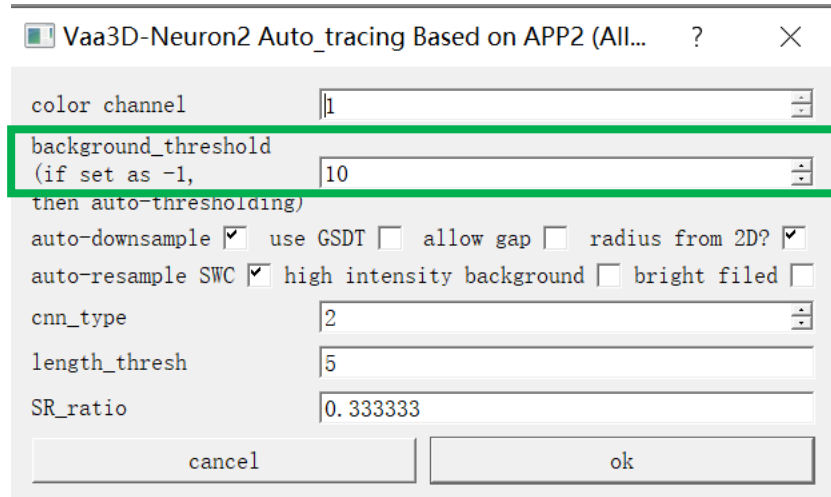 Vaa3D-Neuron2 Auto_tracing Based on APP2 (All... ?
color channel 1
background_threshold
(if set as -1, 10
then auto-thresholding)
auto-downsample use GSDT allow gap radius from 2D?
auto-resample SWC high intensity background bright filed
cnn_type 2
length_thresh 5
SR_ratio 0.333333
cancel ok